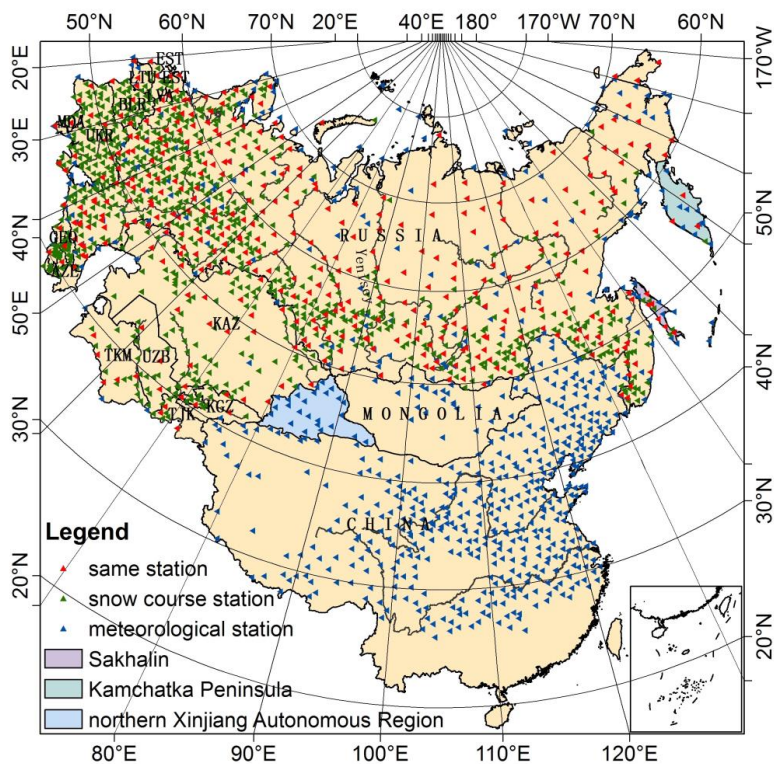 50°N 60°N 70°N 20°E 40°E 180° 170°W 70°N 60°N
20°E
30°E
40°N
50°E
30°N
20°N
170°W
50°N
40°N
30°N
20°N
EST
LTU EST
LVA
BLR
MDA
UKR
GEO
AZE
RUSSIA
Yenysey
KAZ
TKM UZB
TJK KGZ
MONGOLIA
CHINA
Legend
same station
snow course station
meteorological station
Sakhalin
Kamchatka Peninsula
northern Xinjiang Autonomous Region
80°E 90°E 100°E 110°E 120°E